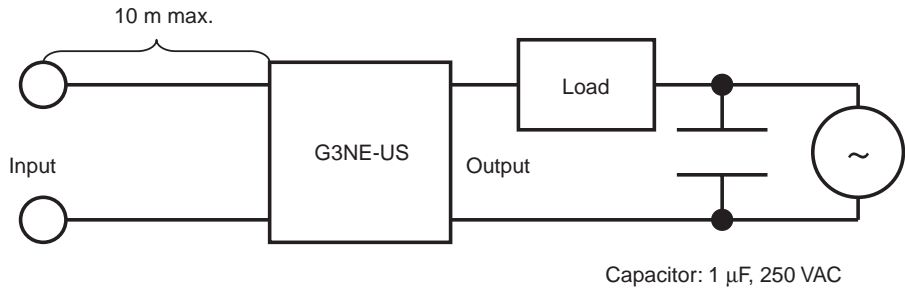 10 m max.
Load
G3NE-US
Input
Output
~
Capacitor: 1 μF, 250 VAC